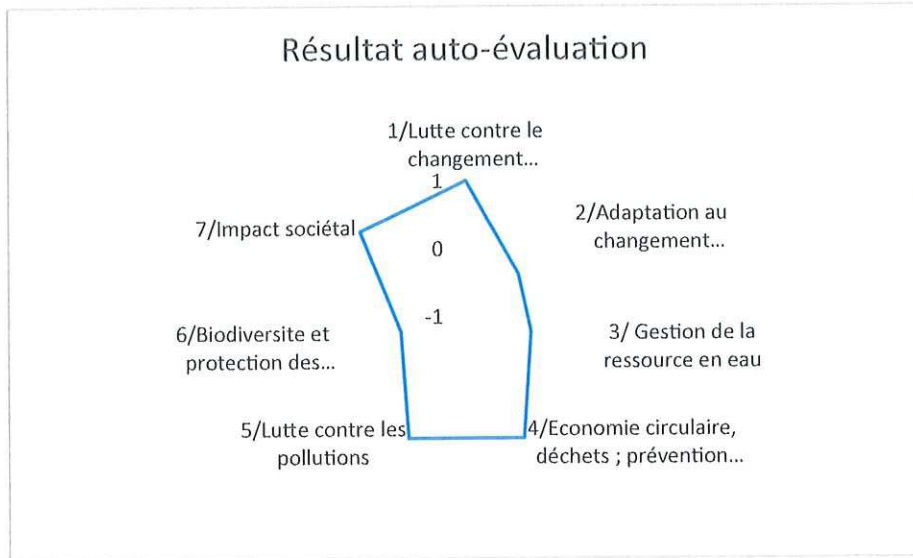 Résultat auto-évaluation
1/Lutte contre le
changement...
1
2/Adaptation au
changement...
7/Impact sociétal
0
-1
6/Biodiversite et
protection des...
3/ Gestion de la
ressource en eau
5/Lutte contre les
pollutions
4/Economie circulaire,
déchets ; prévention...